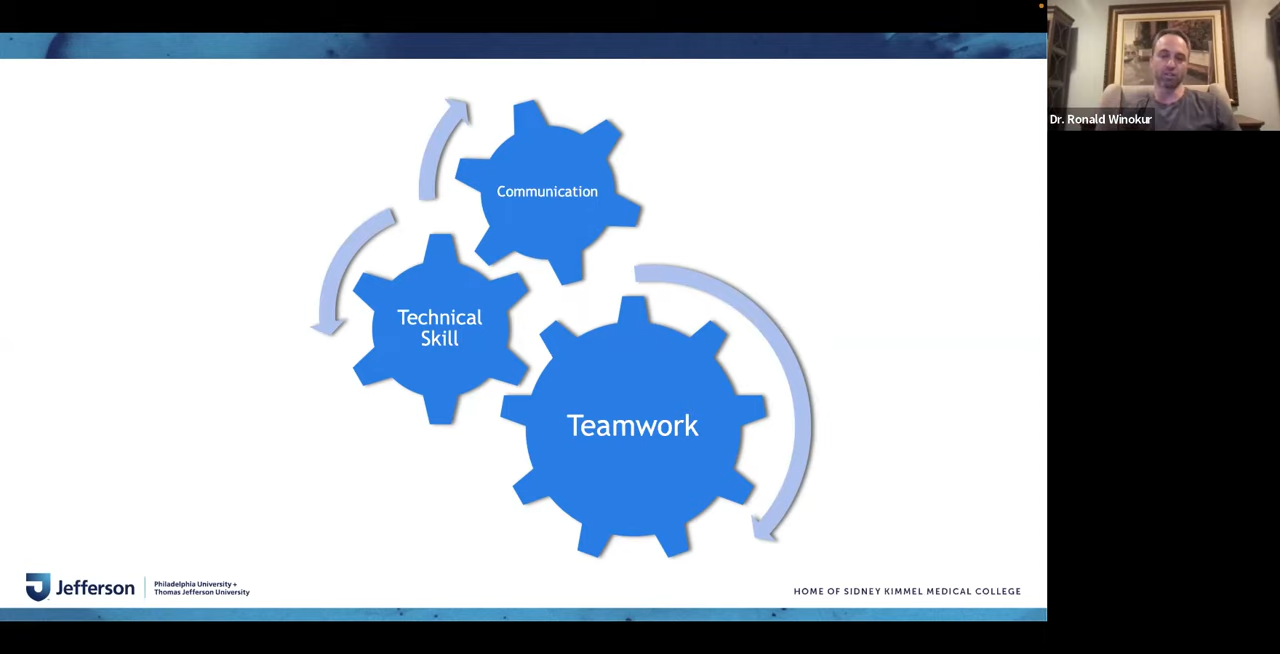 Dr. Ronald Winokur
Communication
Technical
Skill
Teamwork
Jefferson
Philadelphia University +
Thomas Jefferson University
HOME OF SIDNEY KIMMEL MEDICAL COLLEGE